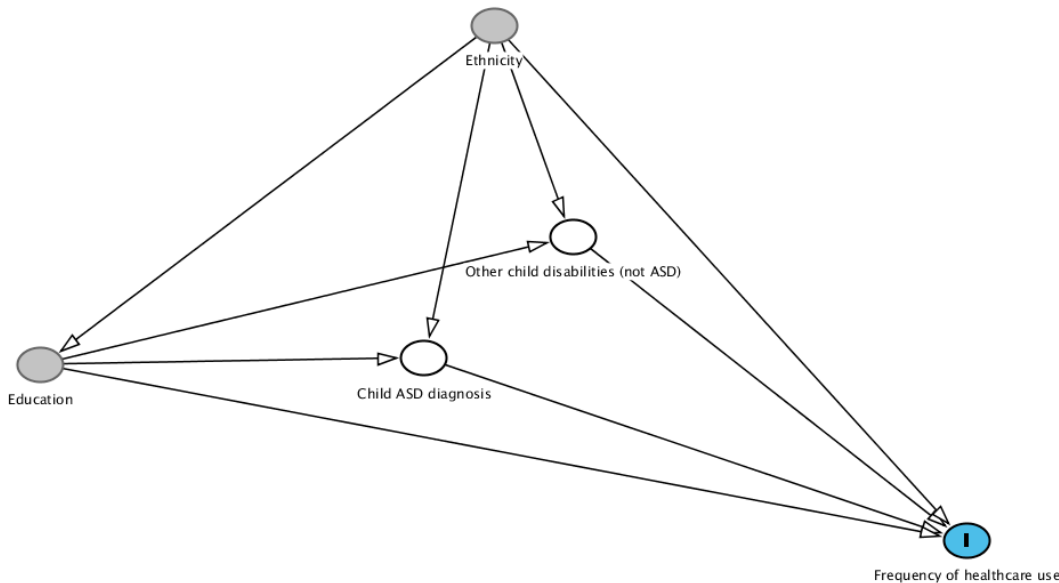 Ethnicity
Other child disabilities (not ASD)
Child ASD diagnosis
Education
I
Frequency of healthcare use